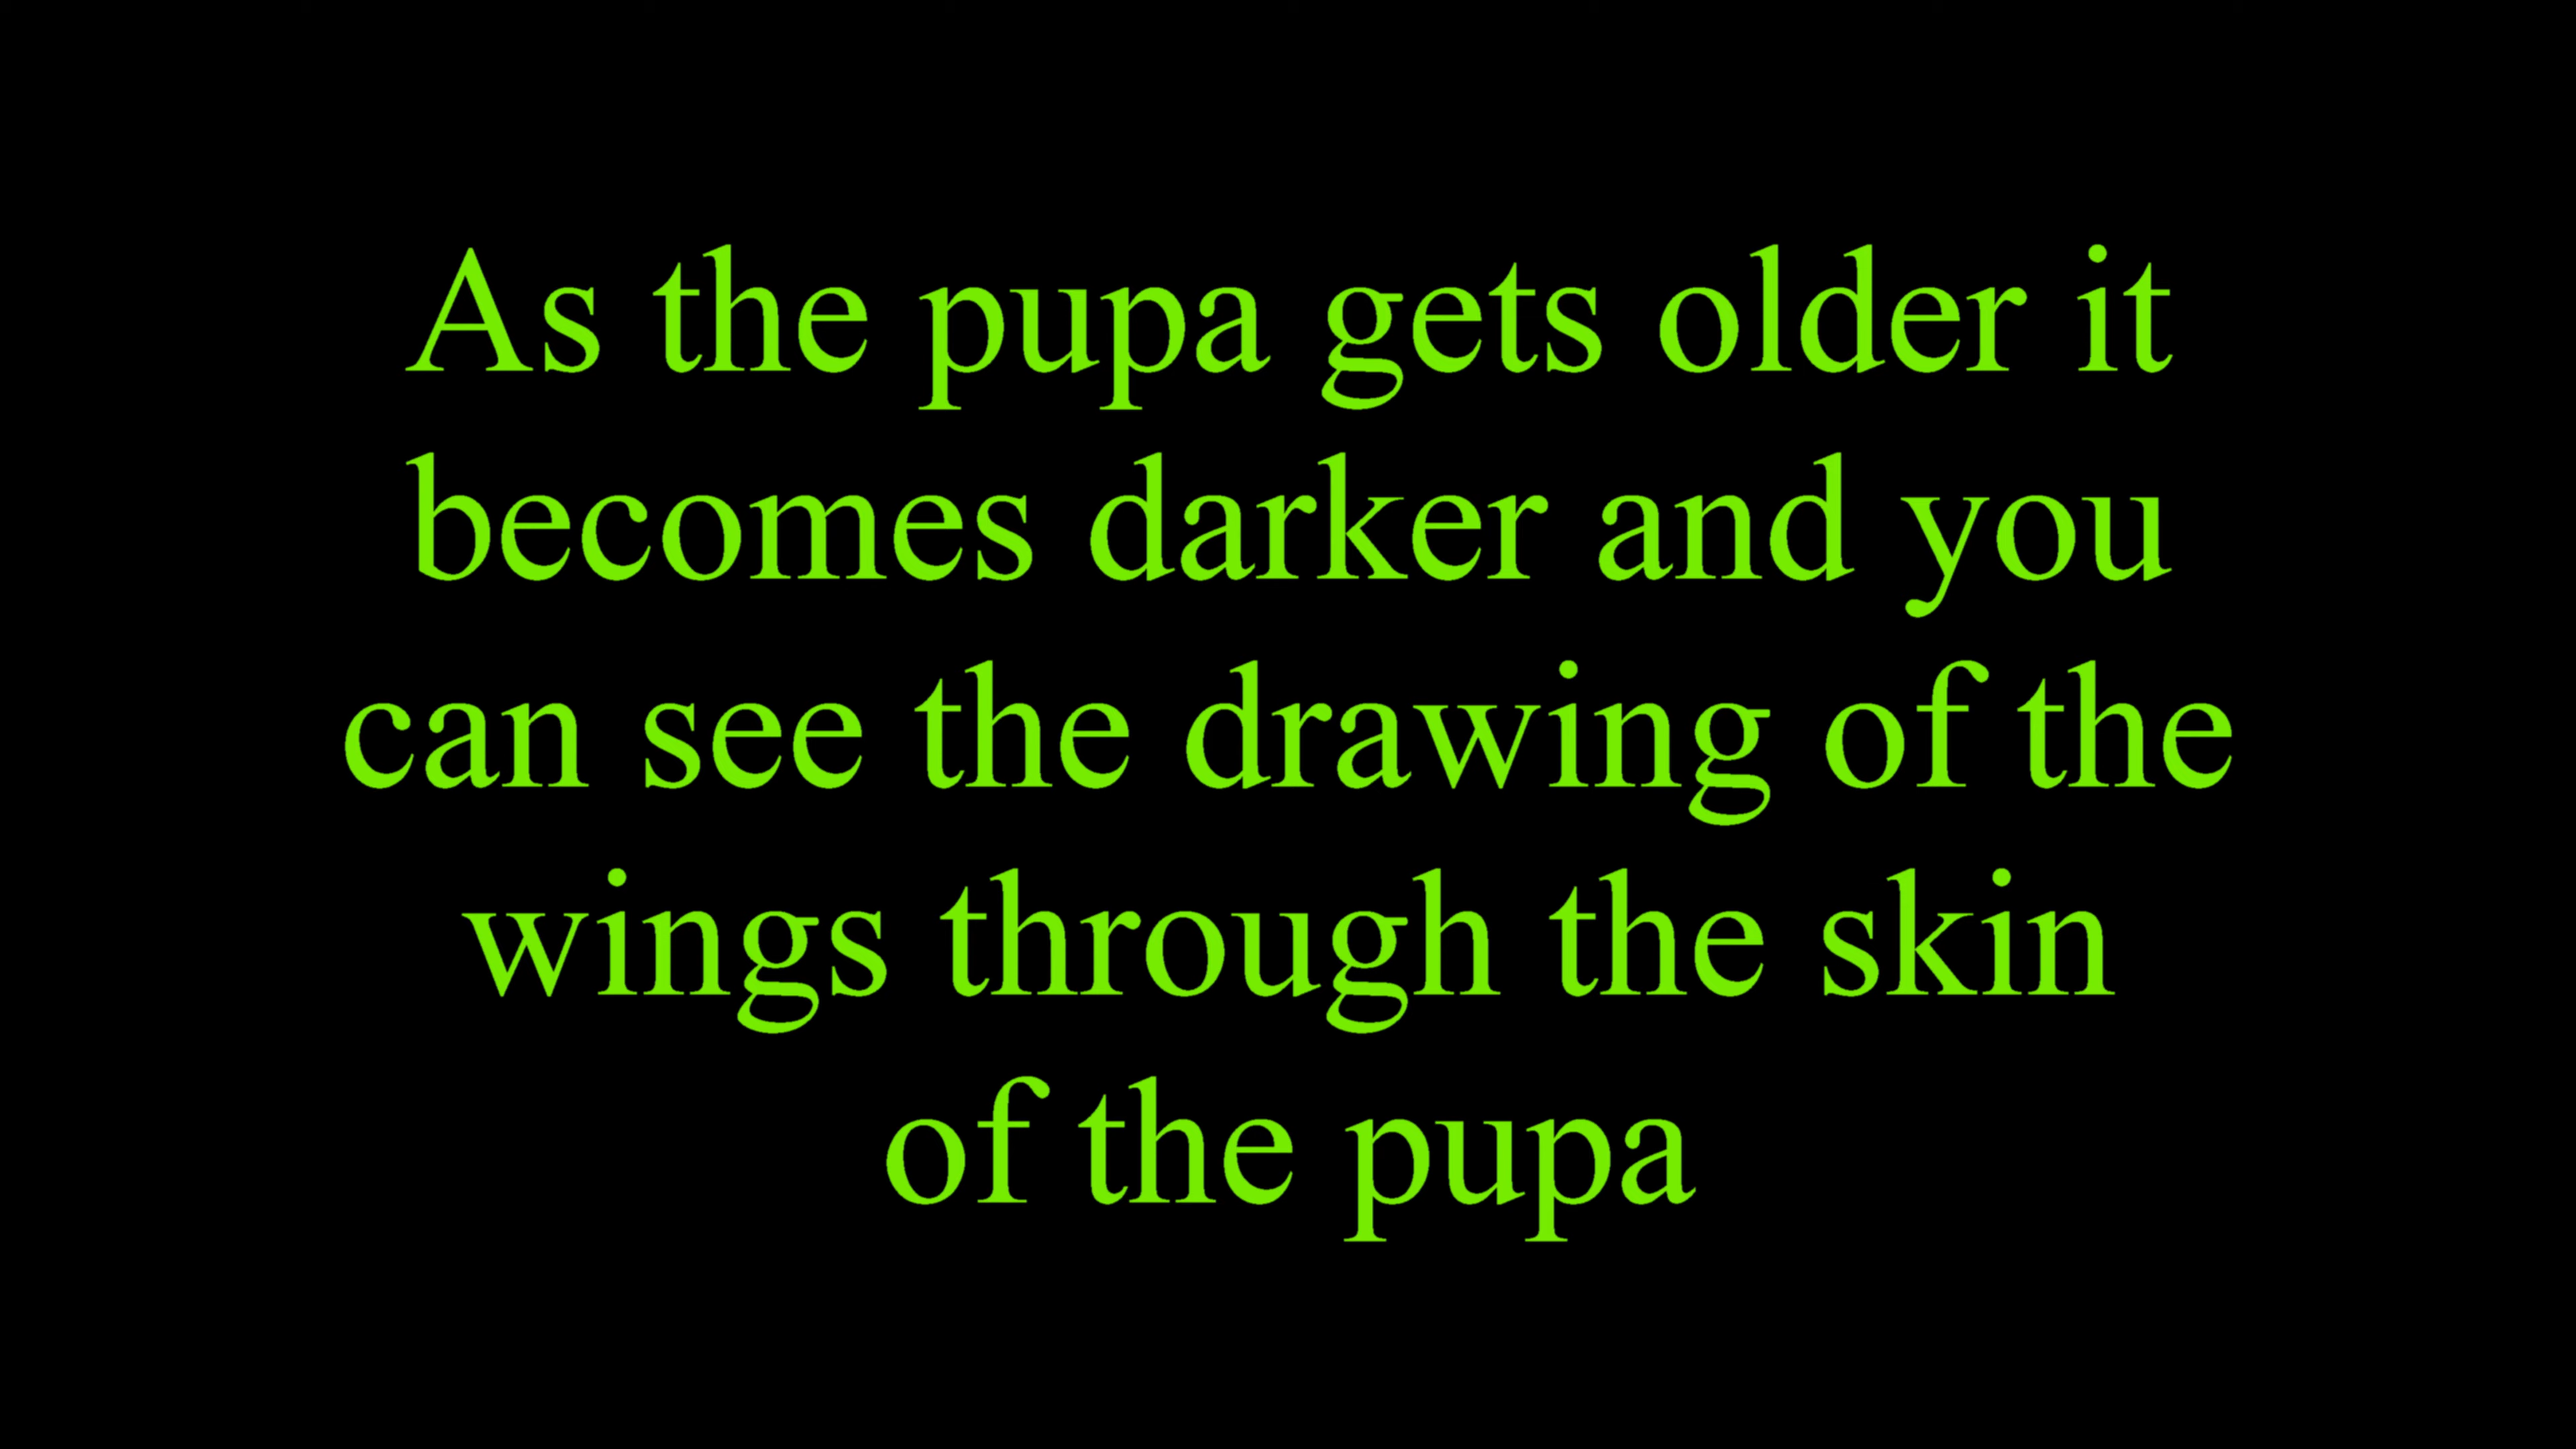 As the pupa gets older it
becomes darker and you
can see the drawing of the
wings through the skin
of the pupa